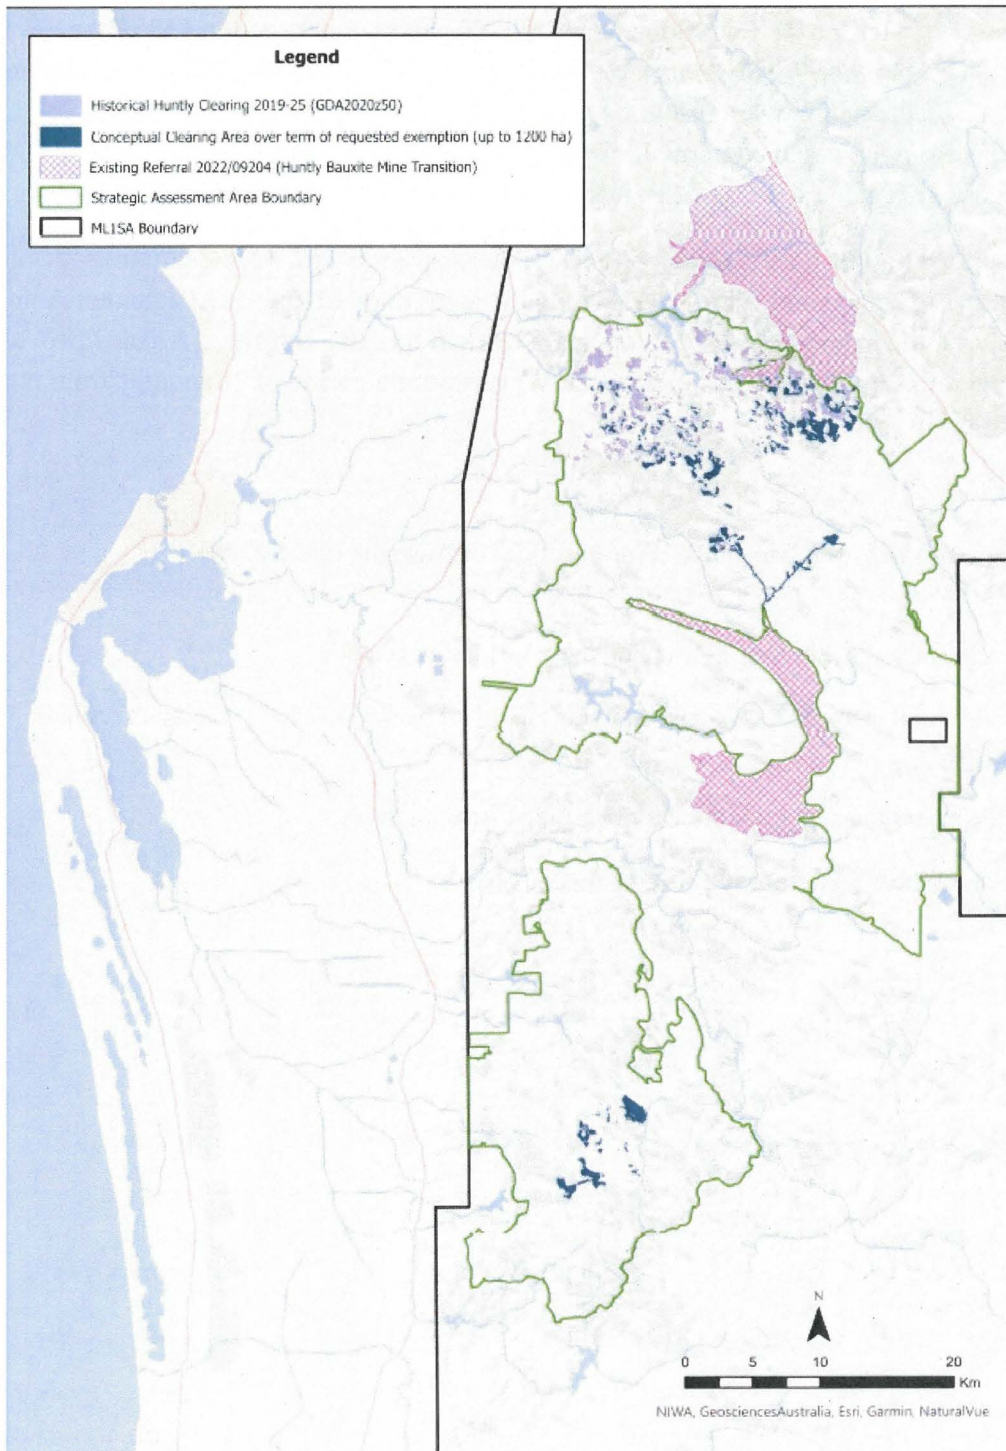 Legend
Historical Huntly Clearing 2019-25 (GDA2020z50)
Conceptual Clearing Area over term of requested exemption (up to 1200 ha)
Existing Referral 2022/09204 (Huntly Bauxite Mine Transition)
Strategic Assessment Area Boundary
ML1SA Boundary
N
0 5 10 20
Km
NIWA, GeosciencesAustralia, Esri, Garmin, NaturalVue